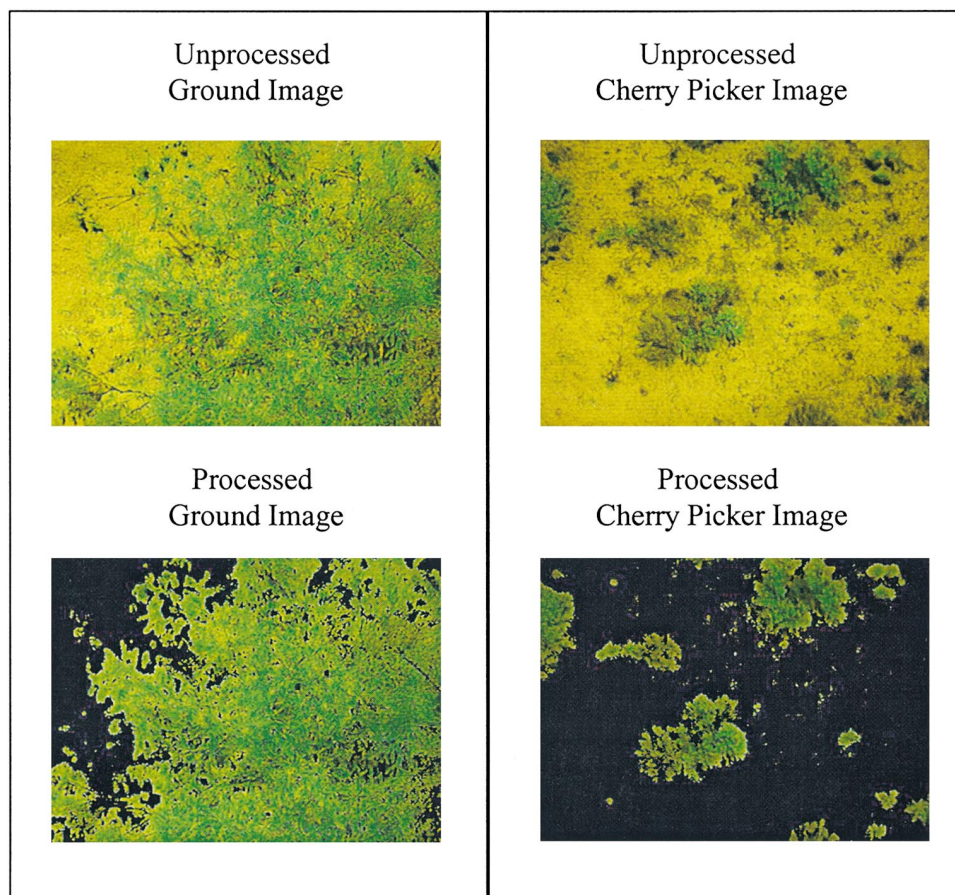 Unprocessed
Ground Image
Unprocessed
Cherry Picker Image
Processed
Ground Image
Processed
Cherry Picker Image